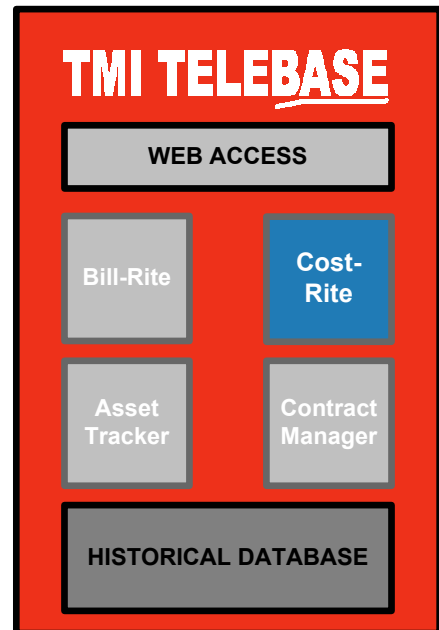 TMI TELEBASE
WEB ACCESS
Bill-Rite
Cost-
Rite
Asset
Tracker
Contract
Manager
HISTORICAL DATABASE